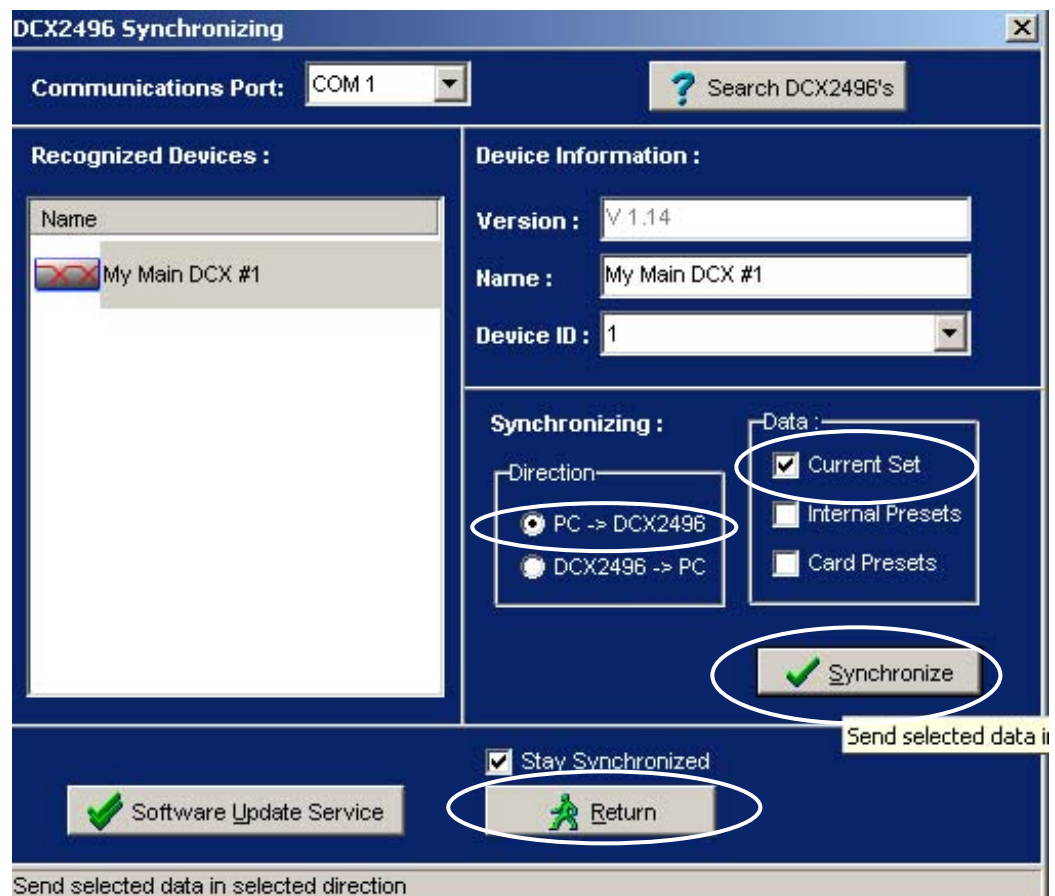 DCX2496 Synchronizing
Communications Port: COM 1
? Search DCX2496's
Recognized Devices :
Name
My Main DCX #1
Device Information :
Version : V 1.14
Name : My Main DCX #1
Device ID : 1
Synchronizing :
Direction
PC -> DCX2496
DCX2496 -> PC
Data :
Current Set
Internal Presets
Card Presets
Synchronize
Send selected data i
Stay Synchronized
Software Update Service
Return
Send selected data in selected direction